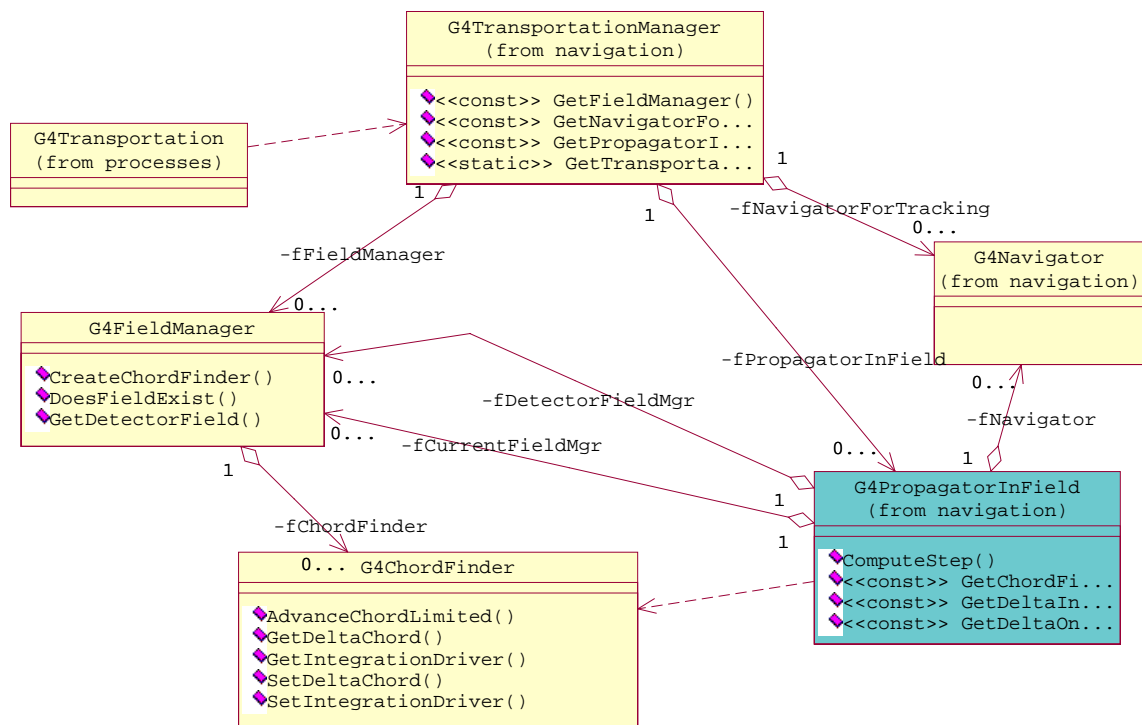 G4TransportationManager
(from navigation)
<<const>> GetFieldManager()
<<const>> GetNavigatorFo...
<<const>> GetPropagatorI...
<<static>> GetTransporta...
G4Transportation
(from processes)
1
1
1
-fNavigatorForTracking
0...
-fFieldManager
0...
G4Navigator
(from navigation)
G4FieldManager
CreateChordFinder()
DoesFieldExist()
GetDetectorField()
-fPropagatorInField
0...
0...
-fDetectorFieldMgr
-fNavigator
0...
-fCurrentFieldMgr
0...
1
1
1
1
G4PropagatorInField
(from navigation)
ComputeStep()
<<const>> GetChordFi...
<<const>> GetDeltaIn...
<<const>> GetDeltaOn...
-fChordFinder
0...
G4ChordFinder
AdvanceChordLimited()
GetDeltaChord()
GetIntegrationDriver()
SetDeltaChord()
SetIntegrationDriver()